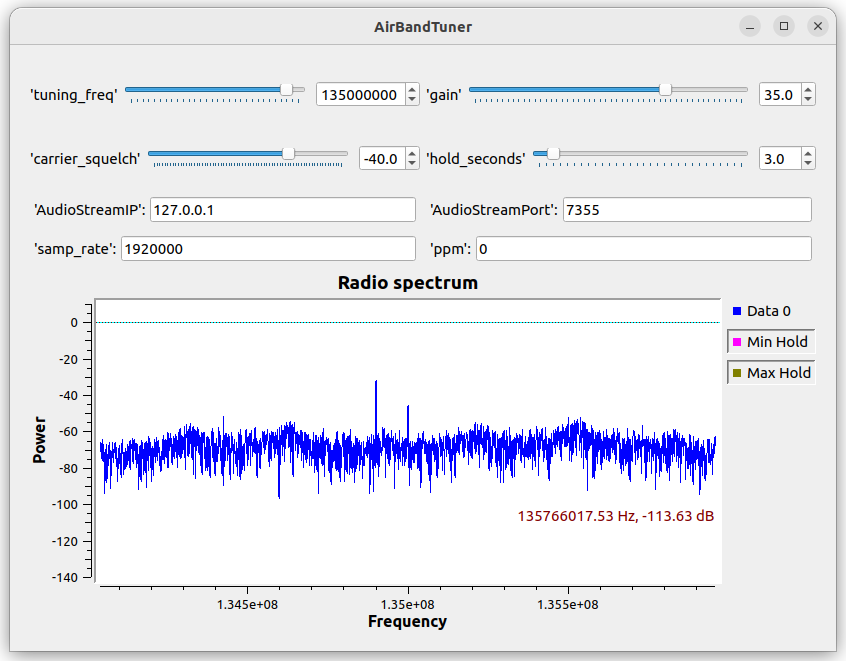 AirBandTuner
'tuning_freq' 135000000 'gain' 35.0
'carrier_squelch' -40.0 'hold_seconds' 3.0
'AudioStreamIP': 127.0.0.1 'AudioStreamPort': 7355
'samp_rate': 1920000 'ppm': 0
Radio spectrum
Data 0
Min Hold
Max Hold
0
-20
-40
-60
-80
-100
-120
-140
Power
135766017.53 Hz, -113.63 dB
1.345e+08 1.35e+08 1.355e+08
Frequency